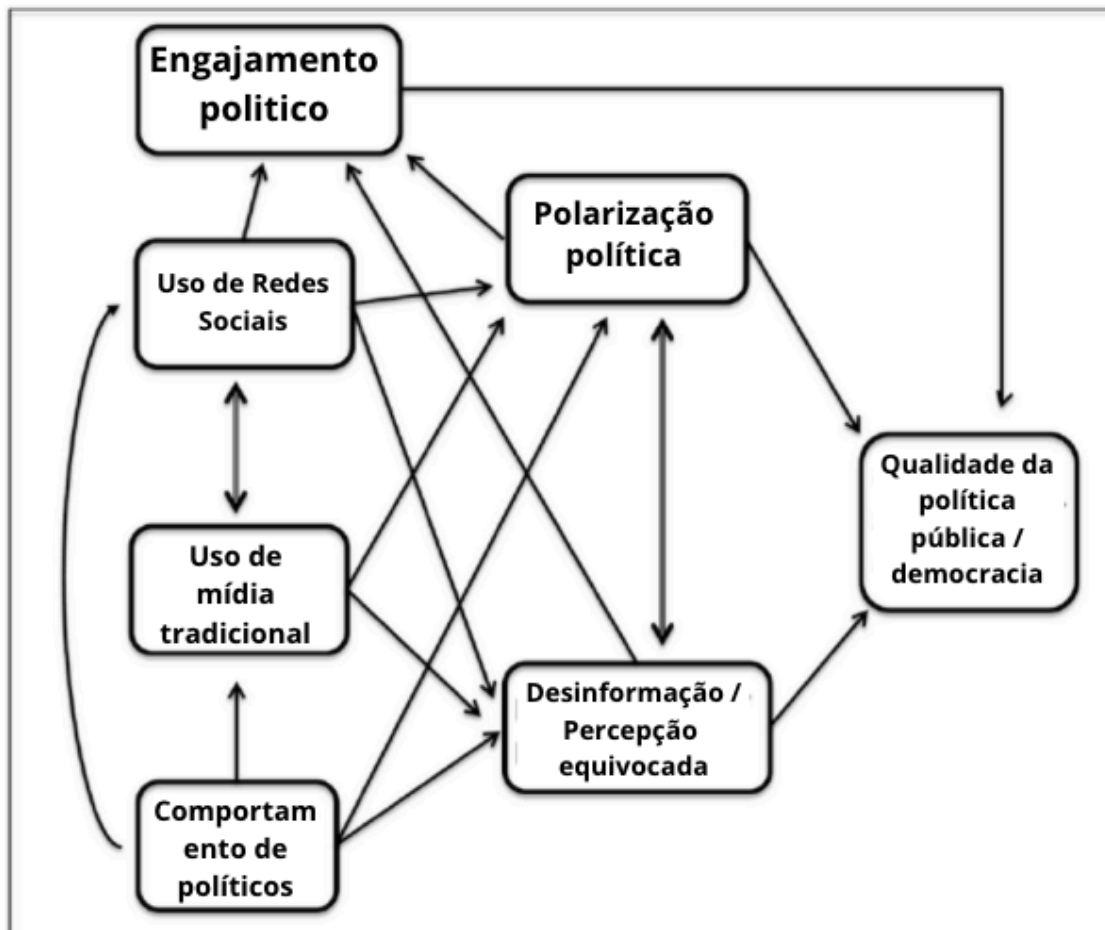 Engajamento
politico
Polarização
política
Uso de Redes
Sociais
Qualidade da
política
pública /
democracia
Uso de
mídia
tradicional
Desinformação /
Percepção
equivocada
Comportam
ento de
políticos